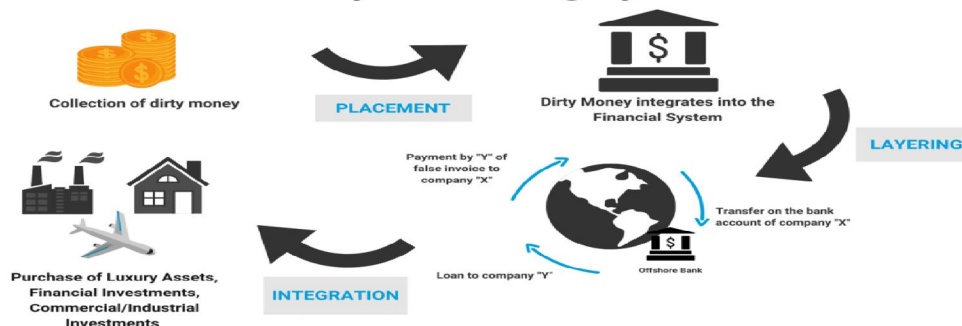 Collection of dirty money
PLACEMENT
Dirty Money integrates into the
Financial System
LAYERING
Payment by "Y" of
false invoice to
company "X"
Transfer on the bank
account of company "X"
Offshore Bank
Loan to company "Y"
INTEGRATION
Purchase of Luxury Assets,
Financial Investments,
Commercial/Industrial
Investments